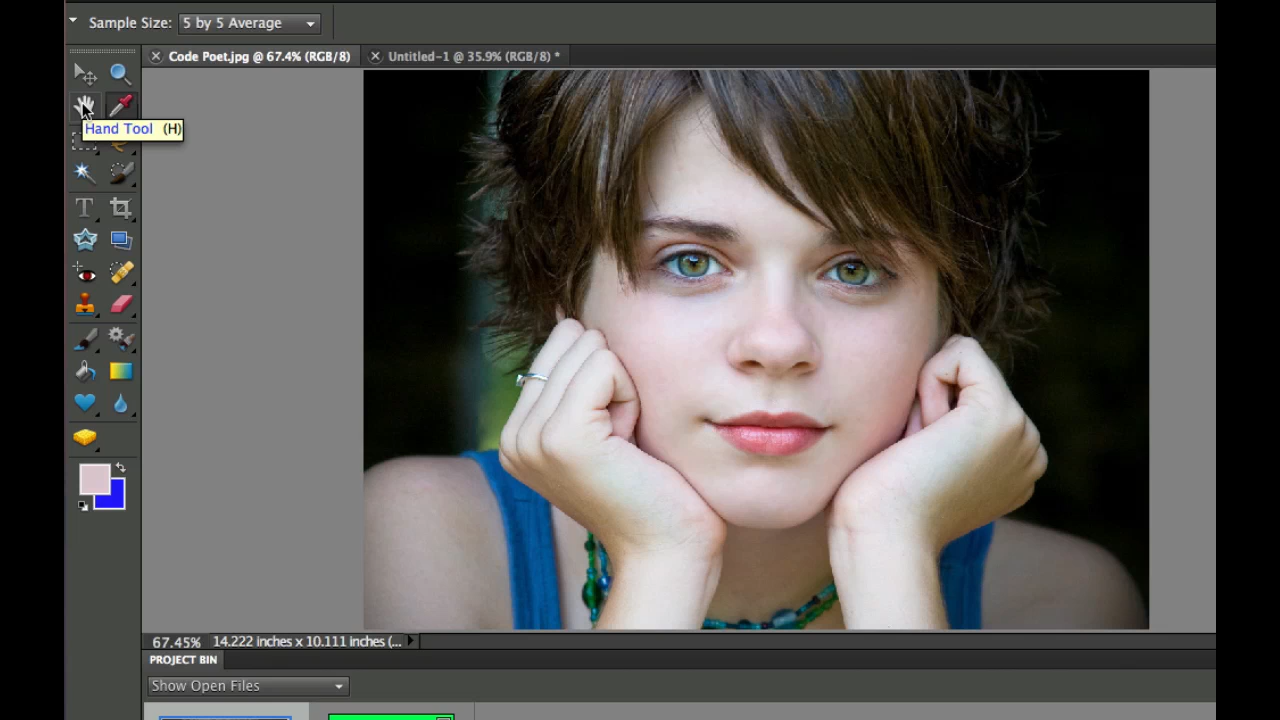 Sample Size: 5 by 5 Average
Code Poet.jpg @ 67.4% (RGB/8)
Untitled-1 @ 35.9% (RGB/8) *
Hand Tool (H)
T
67.45% 14.222 inches x 10.111 inches (...
PROJECT BIN
Show Open Files